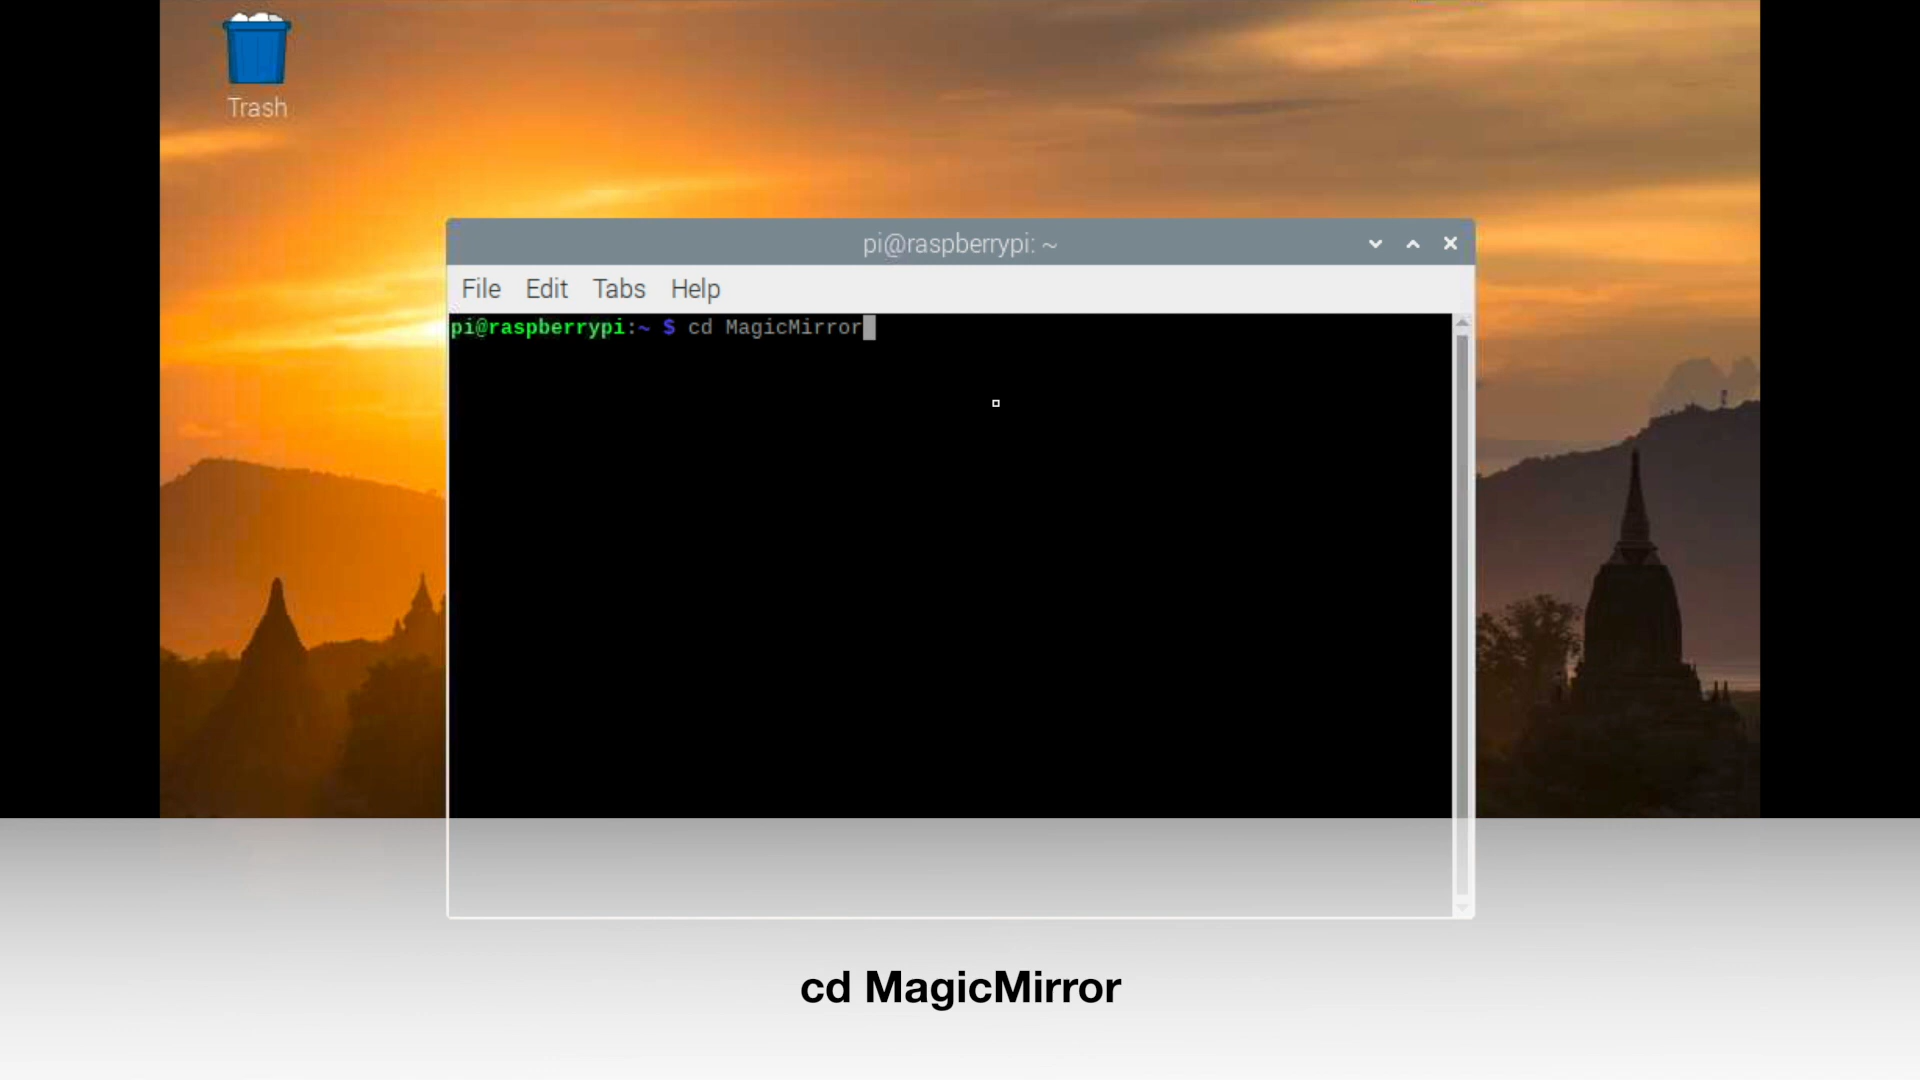 Trash
pi@raspberrypi: ~
File Edit Tabs Help
pi@raspberrypi:~ $ cd MagicMirror
cd MagicMirror